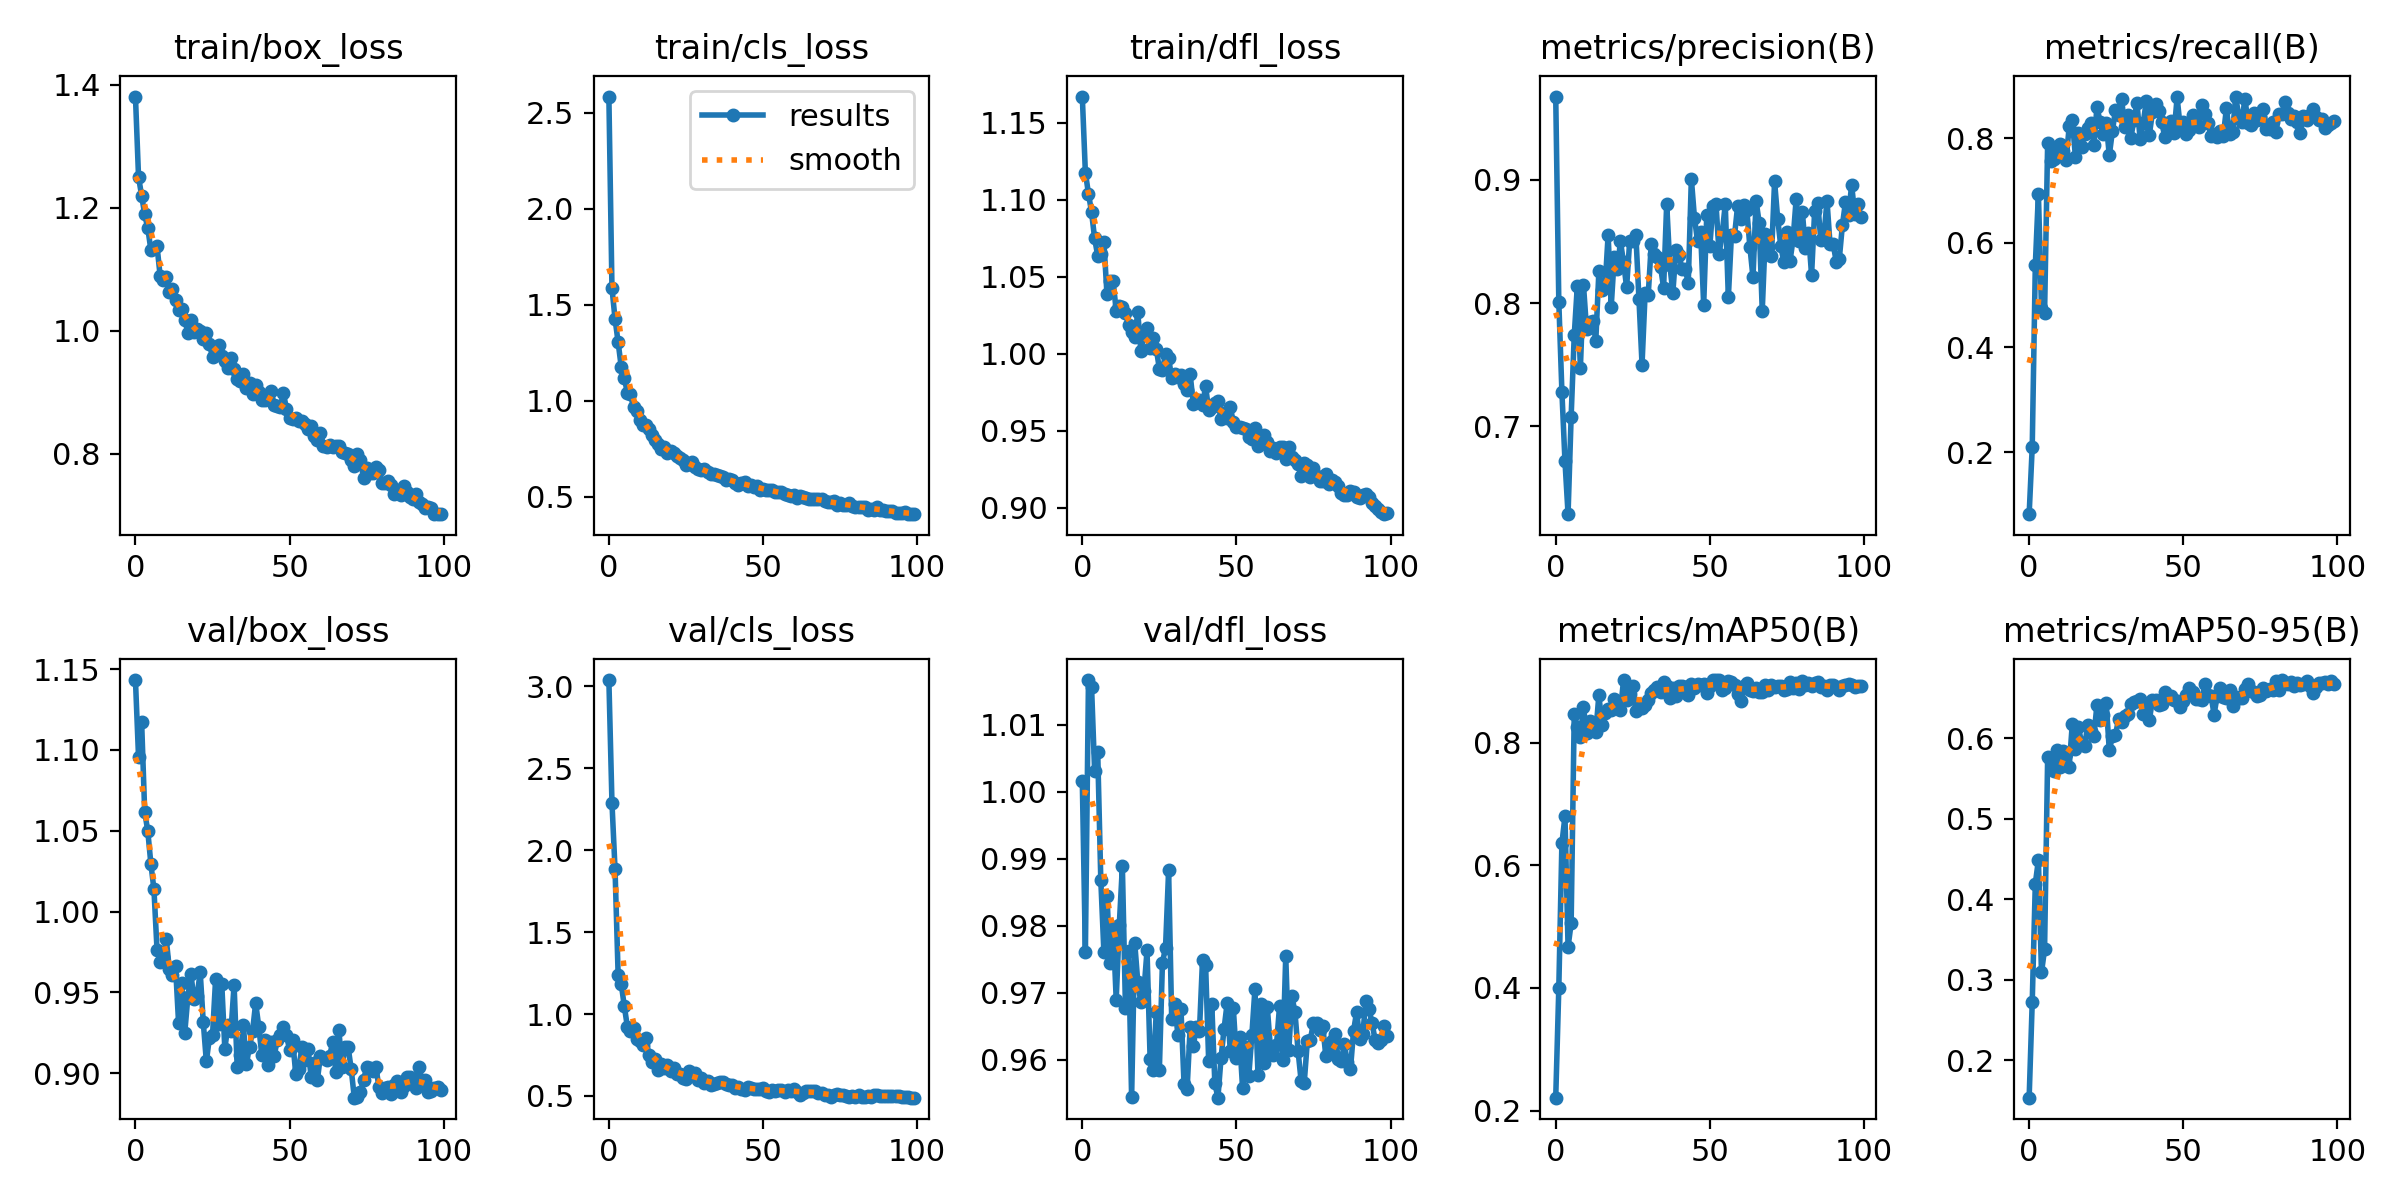 train/box_loss
1.4
1.2
1.0
0.8
0 50 100
train/cls_loss
results
smooth
2.5
2.0
1.5
1.0
0.5
0 50 100
train/dfl_loss
1.15
1.10
1.05
1.00
0.95
0.90
0 50 100
metrics/precision(B)
0.9
0.8
0.7
0 50 100
metrics/recall(B)
0.8
0.6
0.4
0.2
0 50 100
val/box_loss
1.15
1.10
1.05
1.00
0.95
0.90
0 50 100
val/cls_loss
3.0
2.5
2.0
1.5
1.0
0.5
0 50 100
val/dfl_loss
1.01
1.00
0.99
0.98
0.97
0.96
0 50 100
metrics/mAP50(B)
0.8
0.6
0.4
0.2
0 50 100
metrics/mAP50-95(B)
0.6
0.5
0.4
0.3
0.2
0 50 100